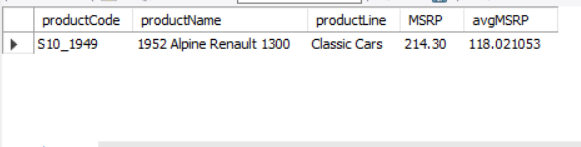 productCode productName productLine MSRP avgMSRP
S10_1949 1952 Alpine Renault 1300 Classic Cars 214.30 118.021053